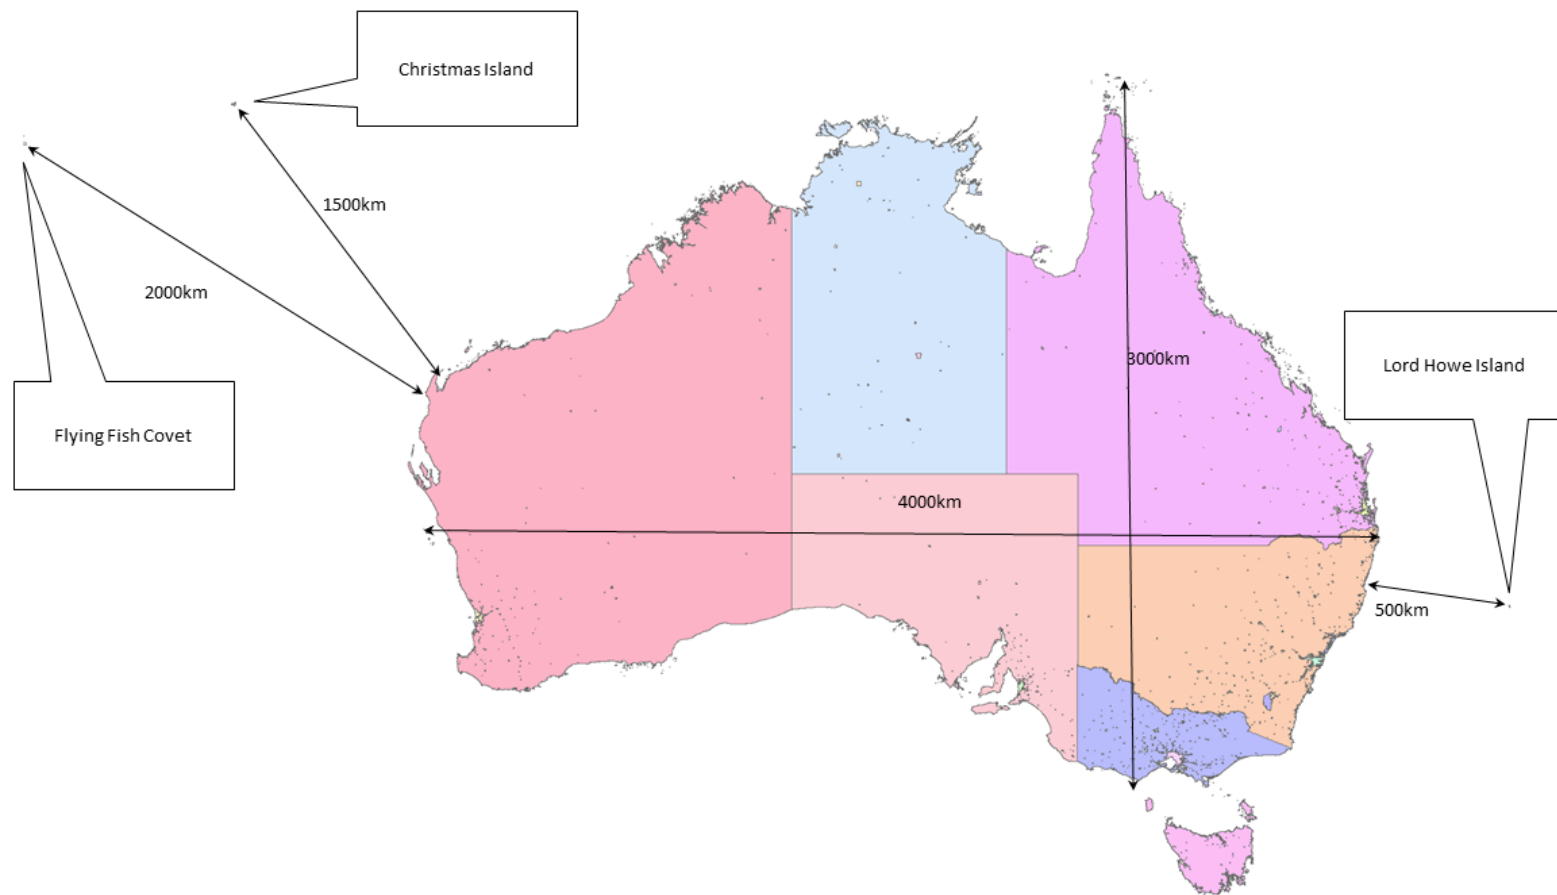 Christmas Island
1500km
2000km
3000km
Lord Howe Island
Flying Fish Covet
4000km
500km